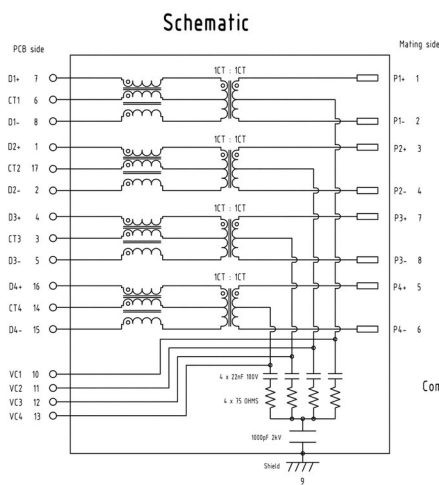 Schematic
PCB side
Mating side
1CT : 1CT
D1+ 7
P1+ 1
CT1 6
D1- 8
P1- 2
1CT : 1CT
D2+ 1
P2+ 3
CT2 17
D2- 2
P2- 4
1CT : 1CT
D3+ 4
P3+ 7
CT3 3
D3- 5
P3- 8
1CT : 1CT
D4+ 16
P4+ 5
CT4 14
D4- 15
P4- 6
VC1 10
VC2 11
VC3 12
VC4 13
4 x 22nF 100V
4 x 75 OHMS
Con
1000pF 2kV
Shield
9